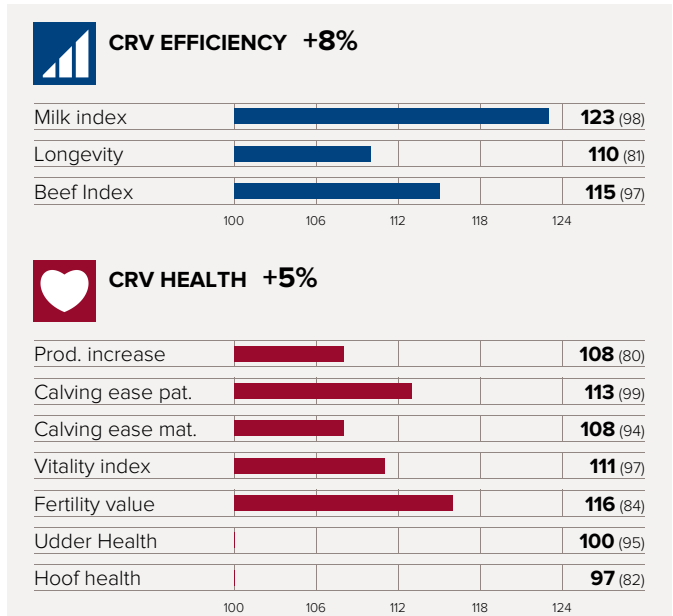 CRV EFFICIENCY +8%
Milk index 123 (98)
Longevity 110 (81)
Beef Index 115 (97)
100 106 112 118 124
CRV HEALTH +5%
Prod. increase 108 (80)
Calving ease pat. 113 (99)
Calving ease mat. 108 (94)
Vitality index 111 (97)
Fertility value 116 (84)
Udder Health 100 (95)
Hoof health 97 (82)
100 106 112 118 124